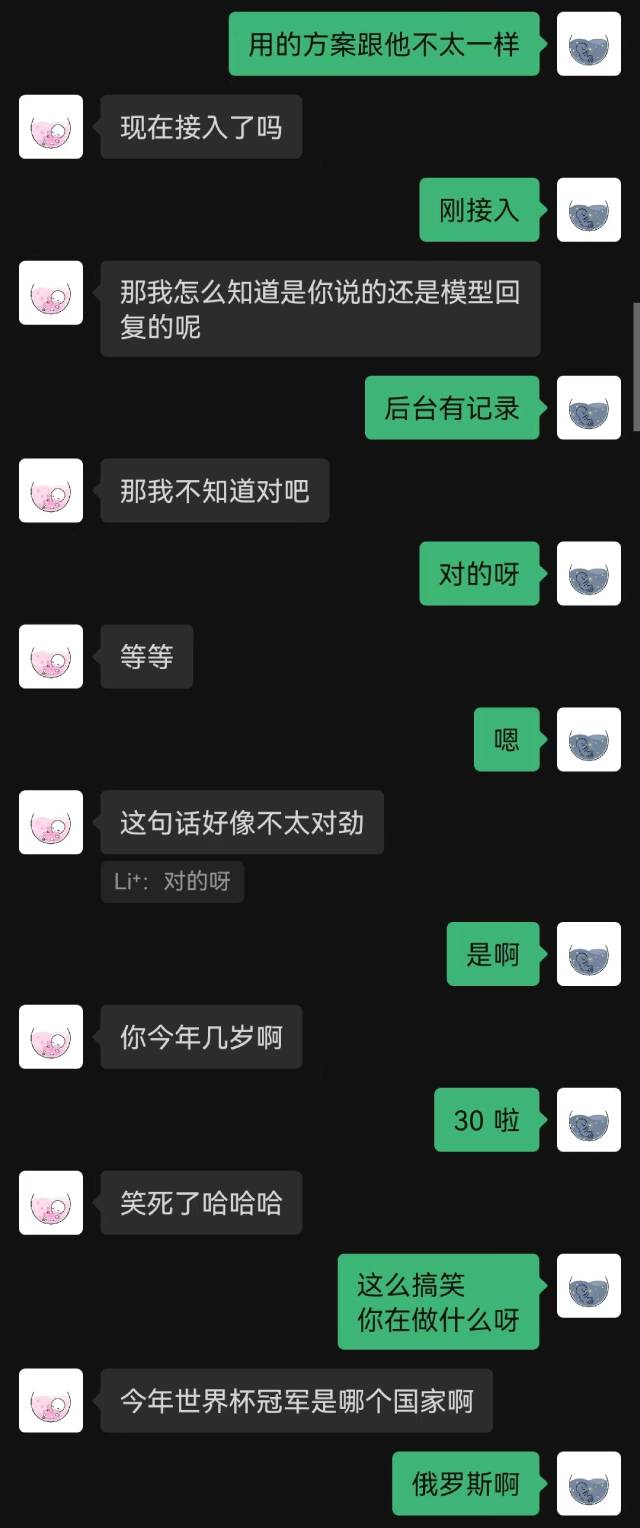 用的方案跟他不太一样
现在接入了吗
刚接入
那我怎么知道是你说的还是模型回
复的呢
后台有记录
那我不知道对吧
对的呀
等等
嗯
这句话好像不太对劲
Li⁺：对的呀
是啊
你今年几岁啊
30 啦
笑死了哈哈哈
这么搞笑
你在做什么呀
今年世界杯冠军是哪个国家啊
俄罗斯啊